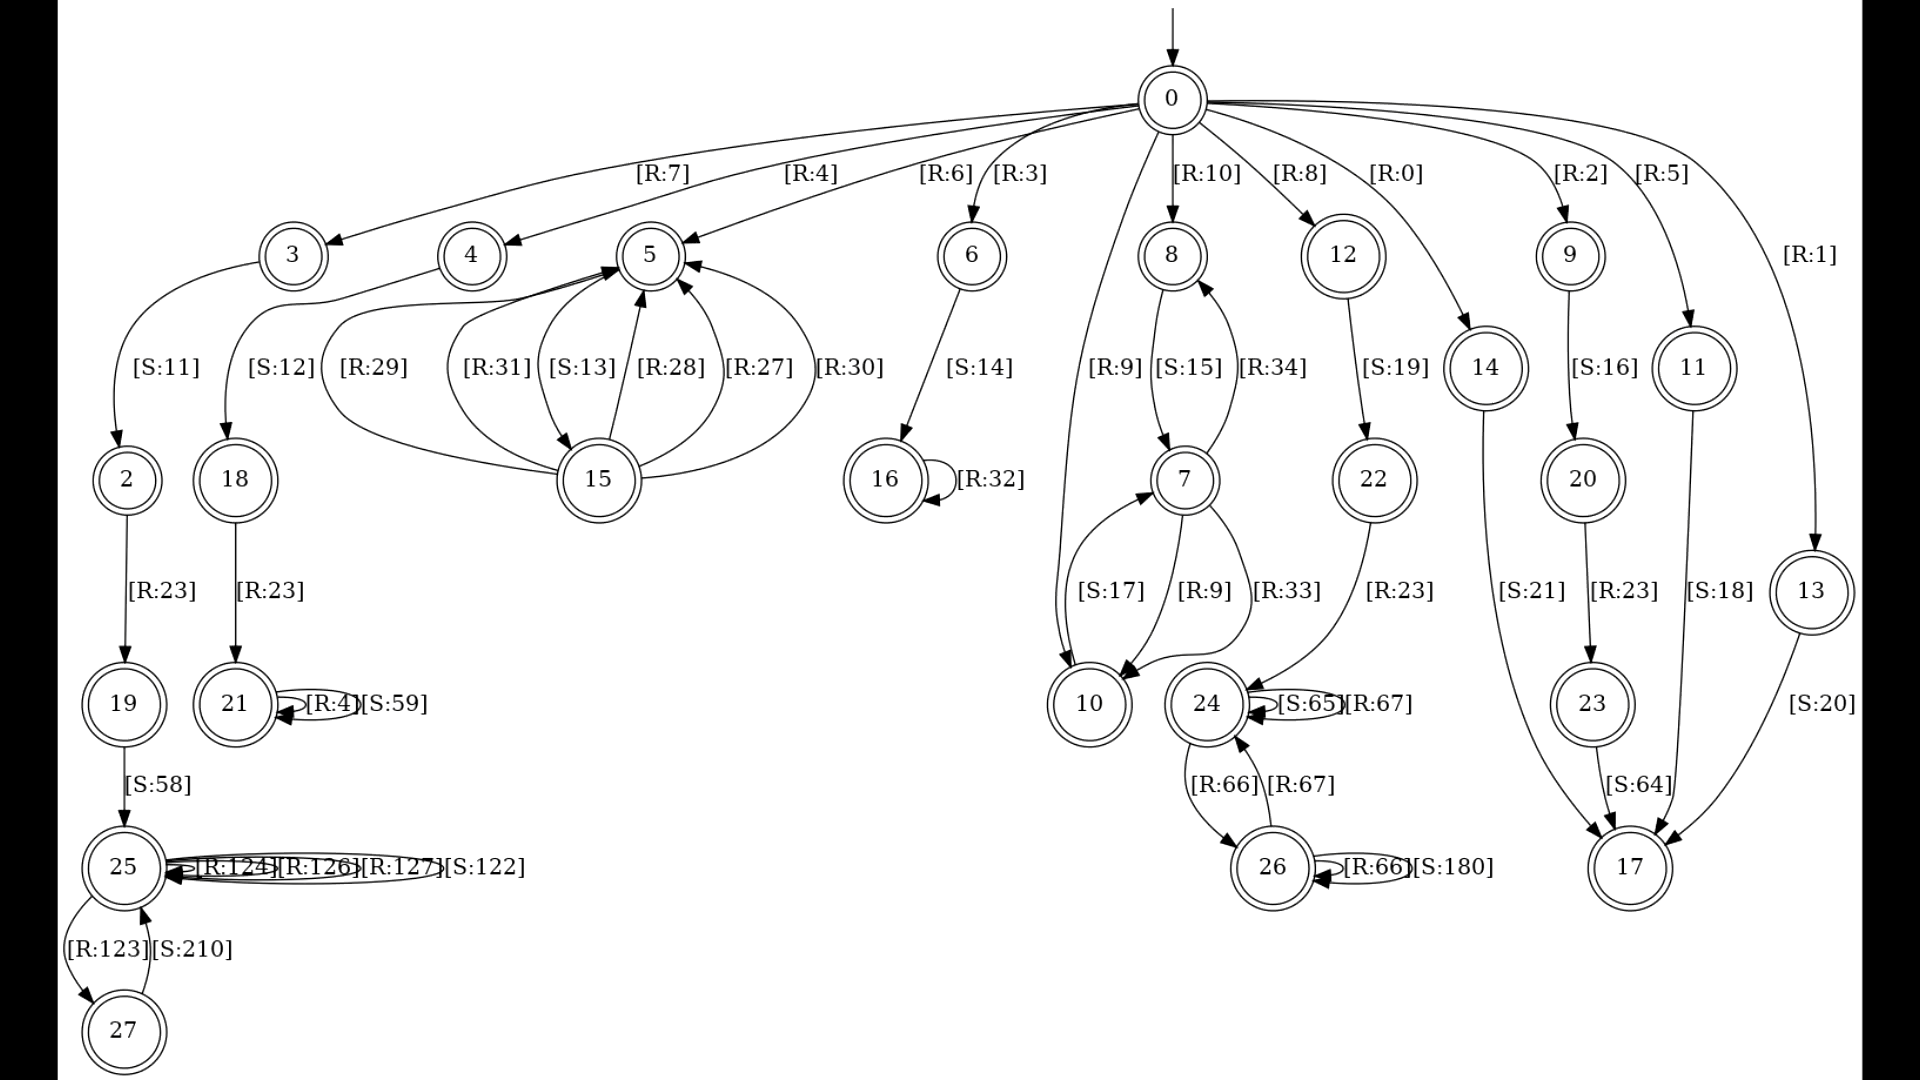 0
[R:7] [R:4] [R:6] [R:3] [R:10] [R:8] [R:0] [R:2] [R:5]
3 4 5 6 8 12 9 [R:1]
[S:11] [S:12] [R:29] [R:31] [S:13] [R:28] [R:27] [R:30] [S:14] [R:9] [S:15] [R:34] [S:19] 14 [S:16] 11
2 18 15 16 [R:32] 7 22 20
[R:23] [R:23] [S:17] [R:9] [R:33] [R:23] [S:21] [R:23] [S:18] 13
19 21 [R:4] [S:59] 10 24 [S:65] [R:67] 23 [S:20]
[S:58] [R:66] [R:67] [S:64]
25 [R:124] [R:126] [R:127] [S:122] 26 [R:66] [S:180] 17
[R:123] [S:210]
27